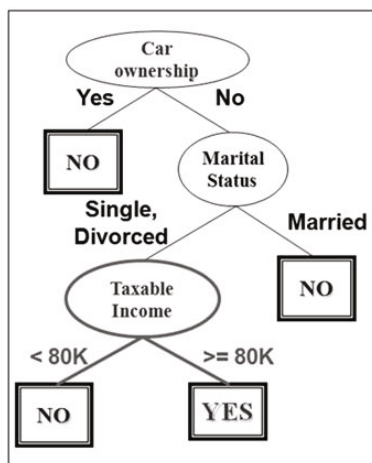 Car
ownership
Yes
No
NO
Marital
Status
Single,
Divorced
Married
Taxable
Income
NO
< 80K
>= 80K
NO
YES